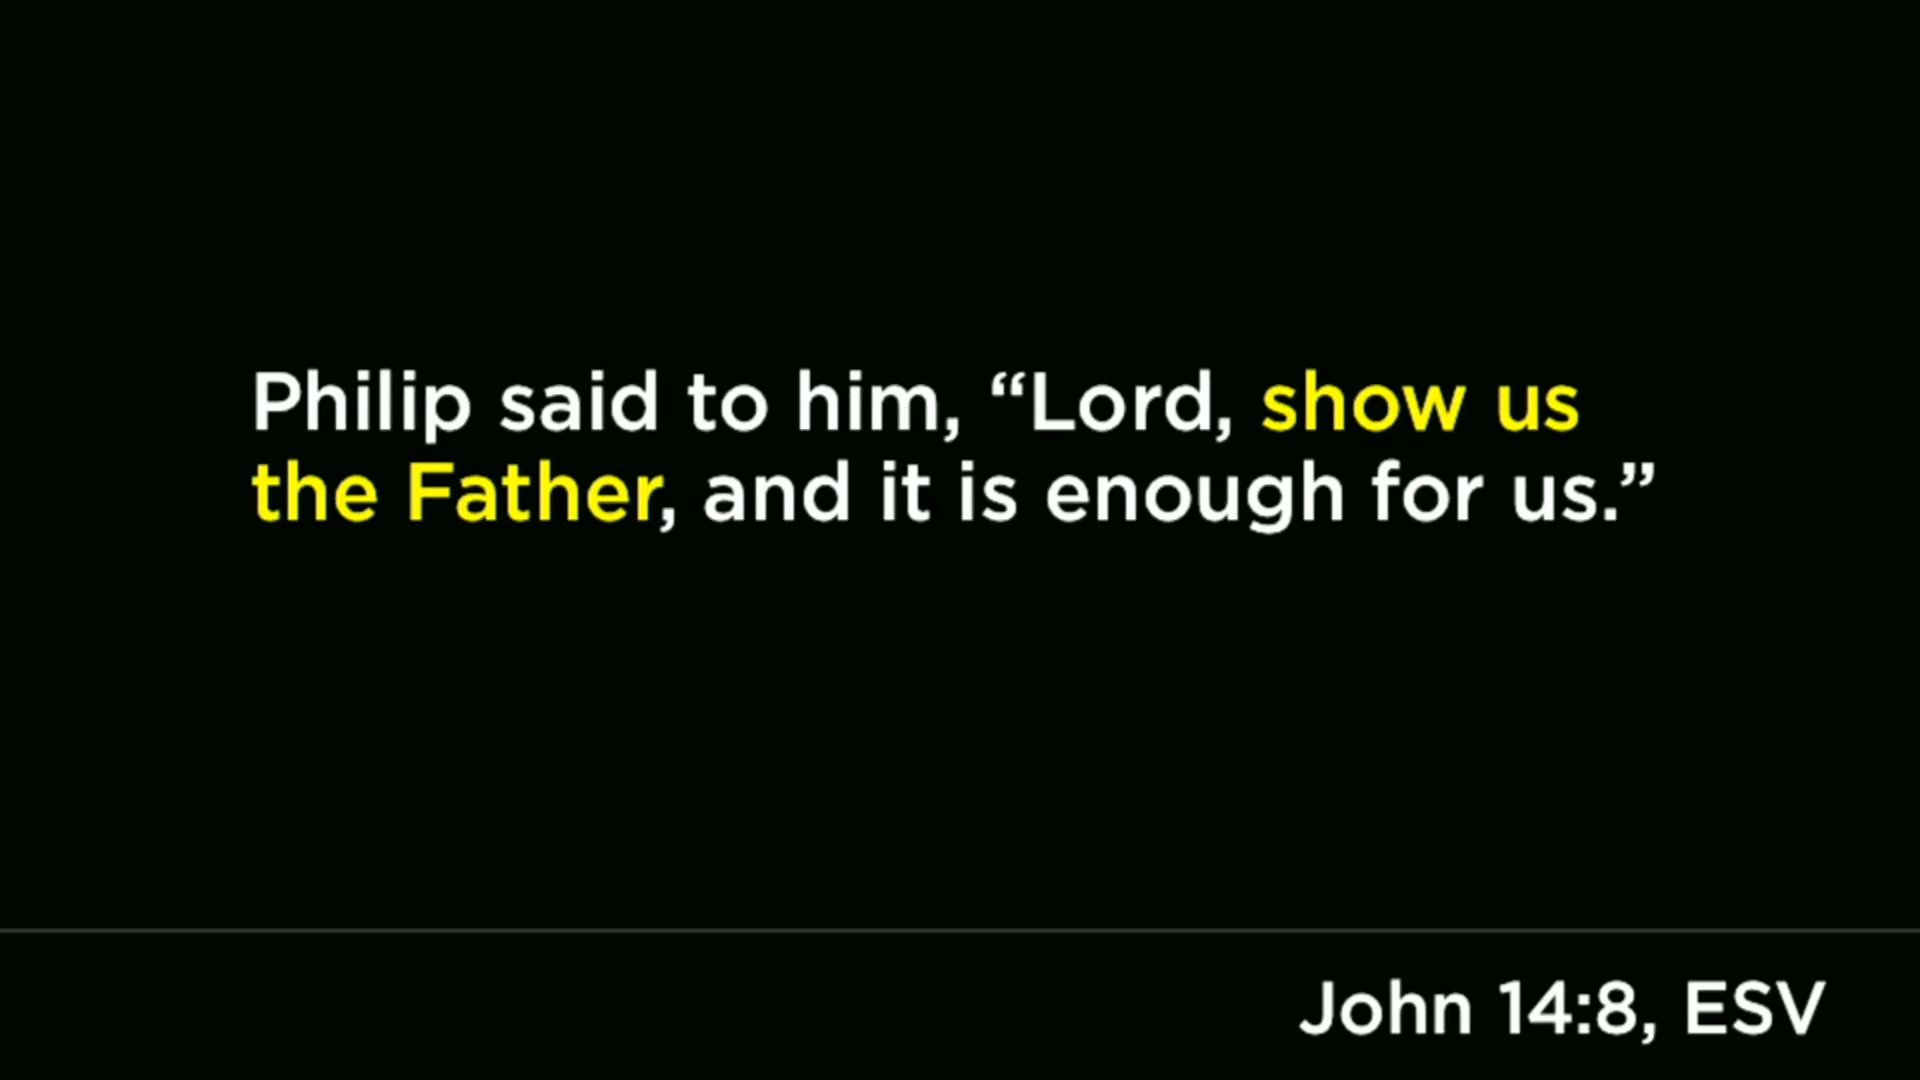 Philip said to him, “Lord, show us
the Father, and it is enough for us.”
John 14:8, ESV